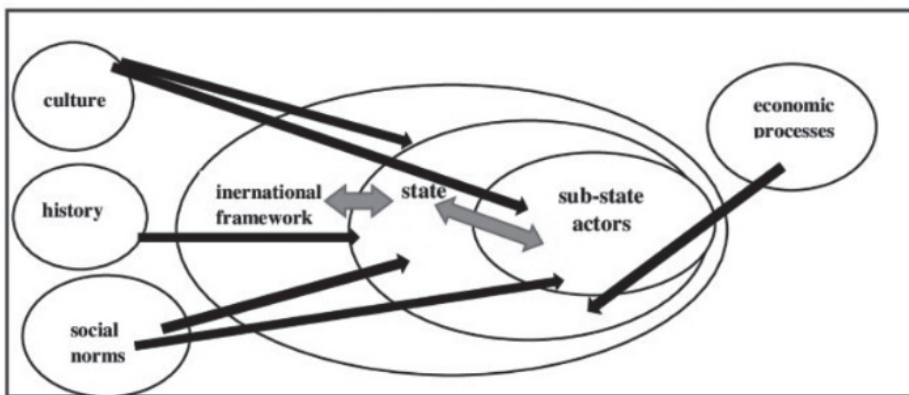 culture
economic
processes
inernational
framework
state
sub-state
actors
history
social
norms